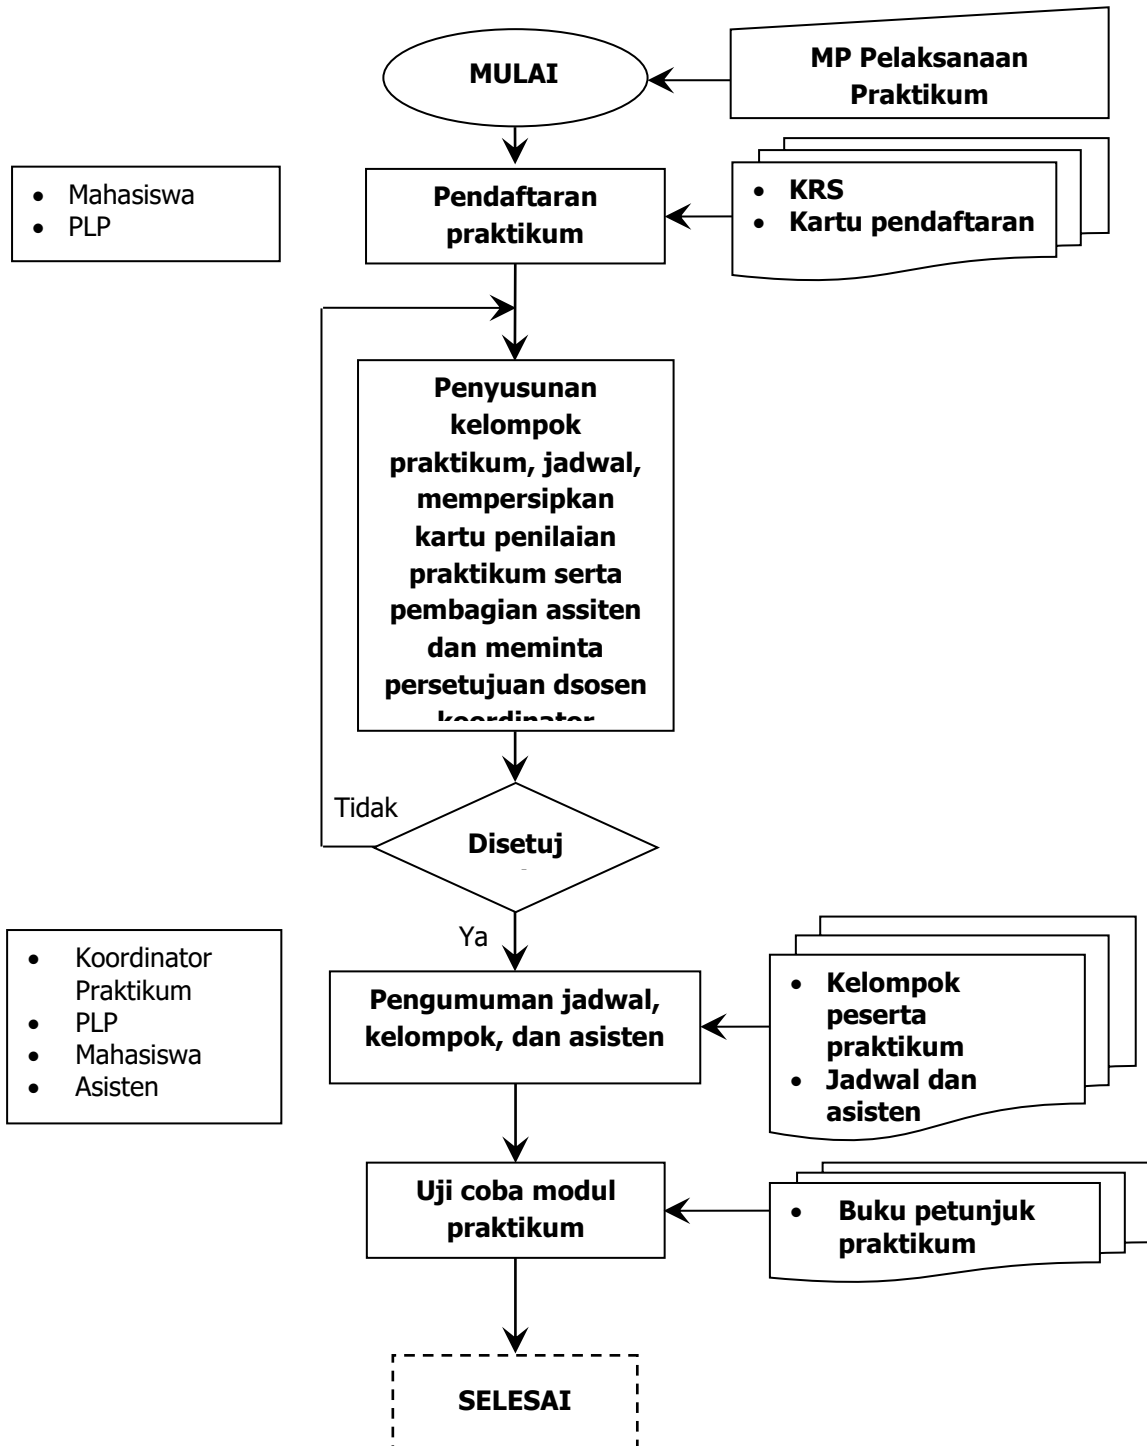 MULAI
MP Pelaksanaan
Praktikum
• Mahasiswa
• PLP
Pendaftaran
praktikum
• KRS
• Kartu pendaftaran
Penyusunan
kelompok
praktikum, jadwal,
mempersipkan
kartu penilaian
praktikum serta
pembagian assiten
dan meminta
persetujuan dsosen
koordinator
Tidak
Disetuj
Ya
• Koordinator
Praktikum
• PLP
• Mahasiswa
• Asisten
Pengumuman jadwal,
kelompok, dan asisten
• Kelompok
peserta
praktikum
• Jadwal dan
asisten
Uji coba modul
praktikum
• Buku petunjuk
praktikum
SELESAI